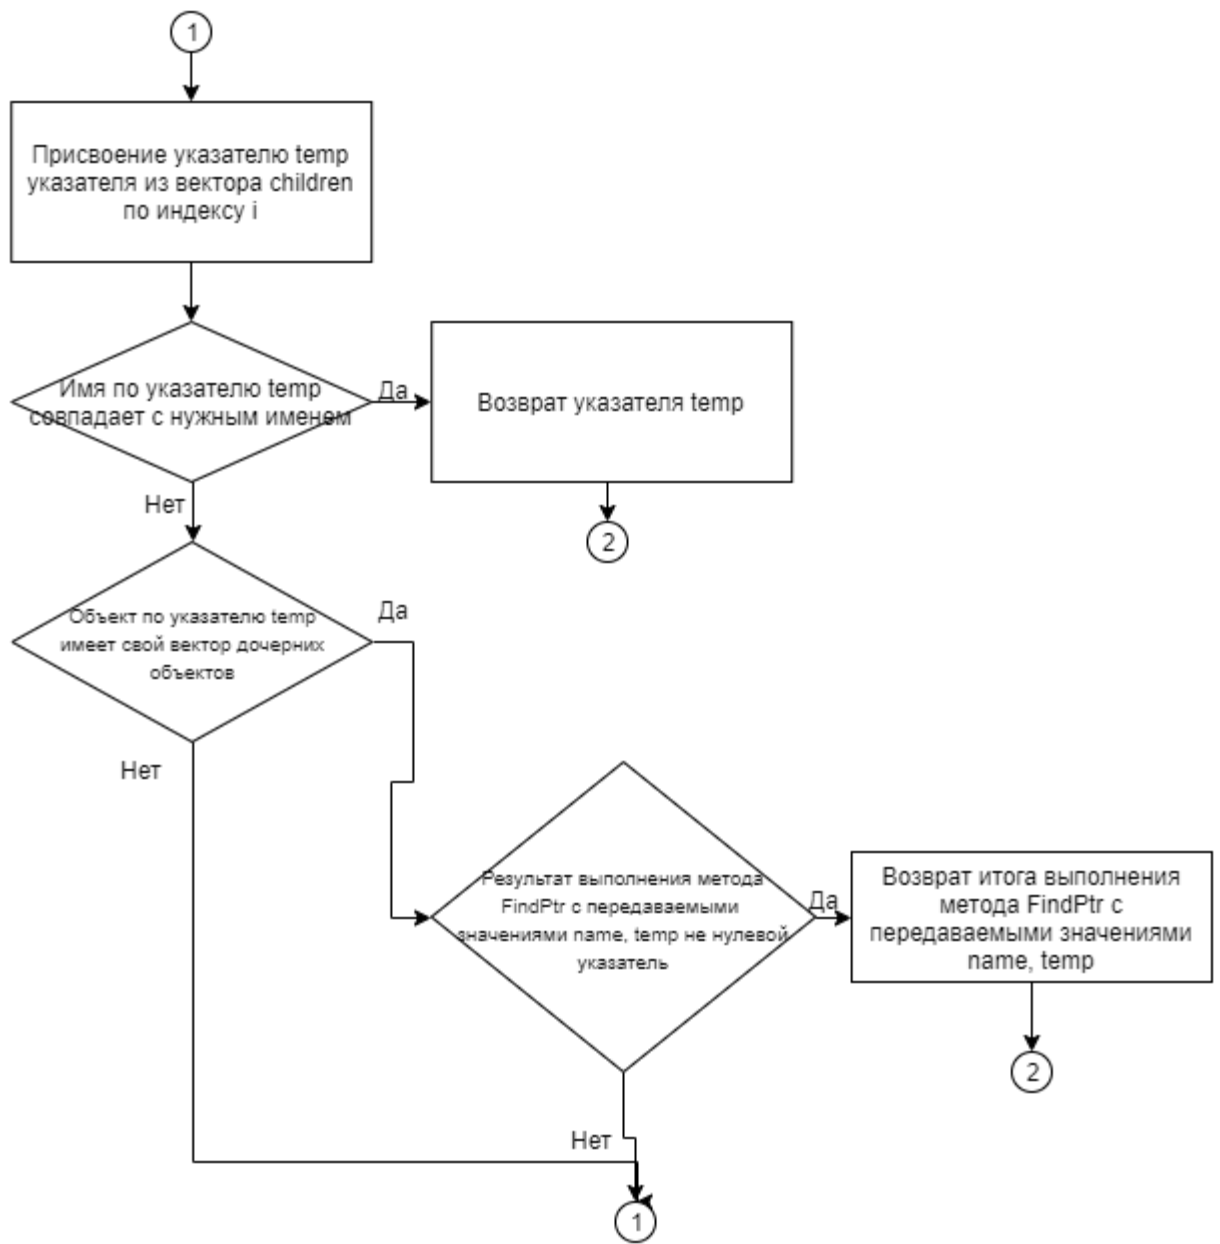 1
Присвоение указателю temp
указателя из вектора children
по индексу i
Имя по указателю temp
совпадает с нужным именем
Да
Возврат указателя temp
Нет
2
Объект по указателю temp
имеет свой вектор дочерних
объектов
Да
Нет
Результат выполнения метода
FindPtr с передаваемыми
значениями name, temp не нулевой
указатель
Да
Возврат итога выполнения
метода FindPtr с
передаваемыми значениями
name, temp
2
Нет
1